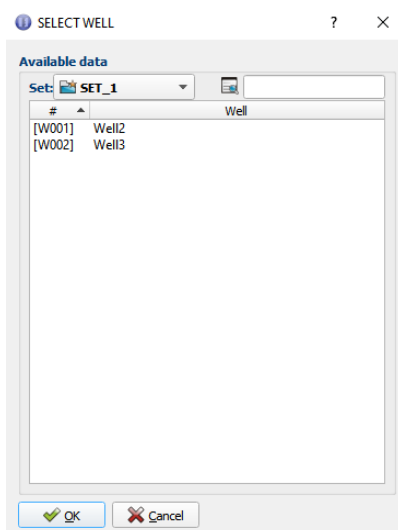 SELECT WELL ? ×
Available data
Set: SET_1
# Well
[W001] Well2
[W002] Well3
OK Cancel